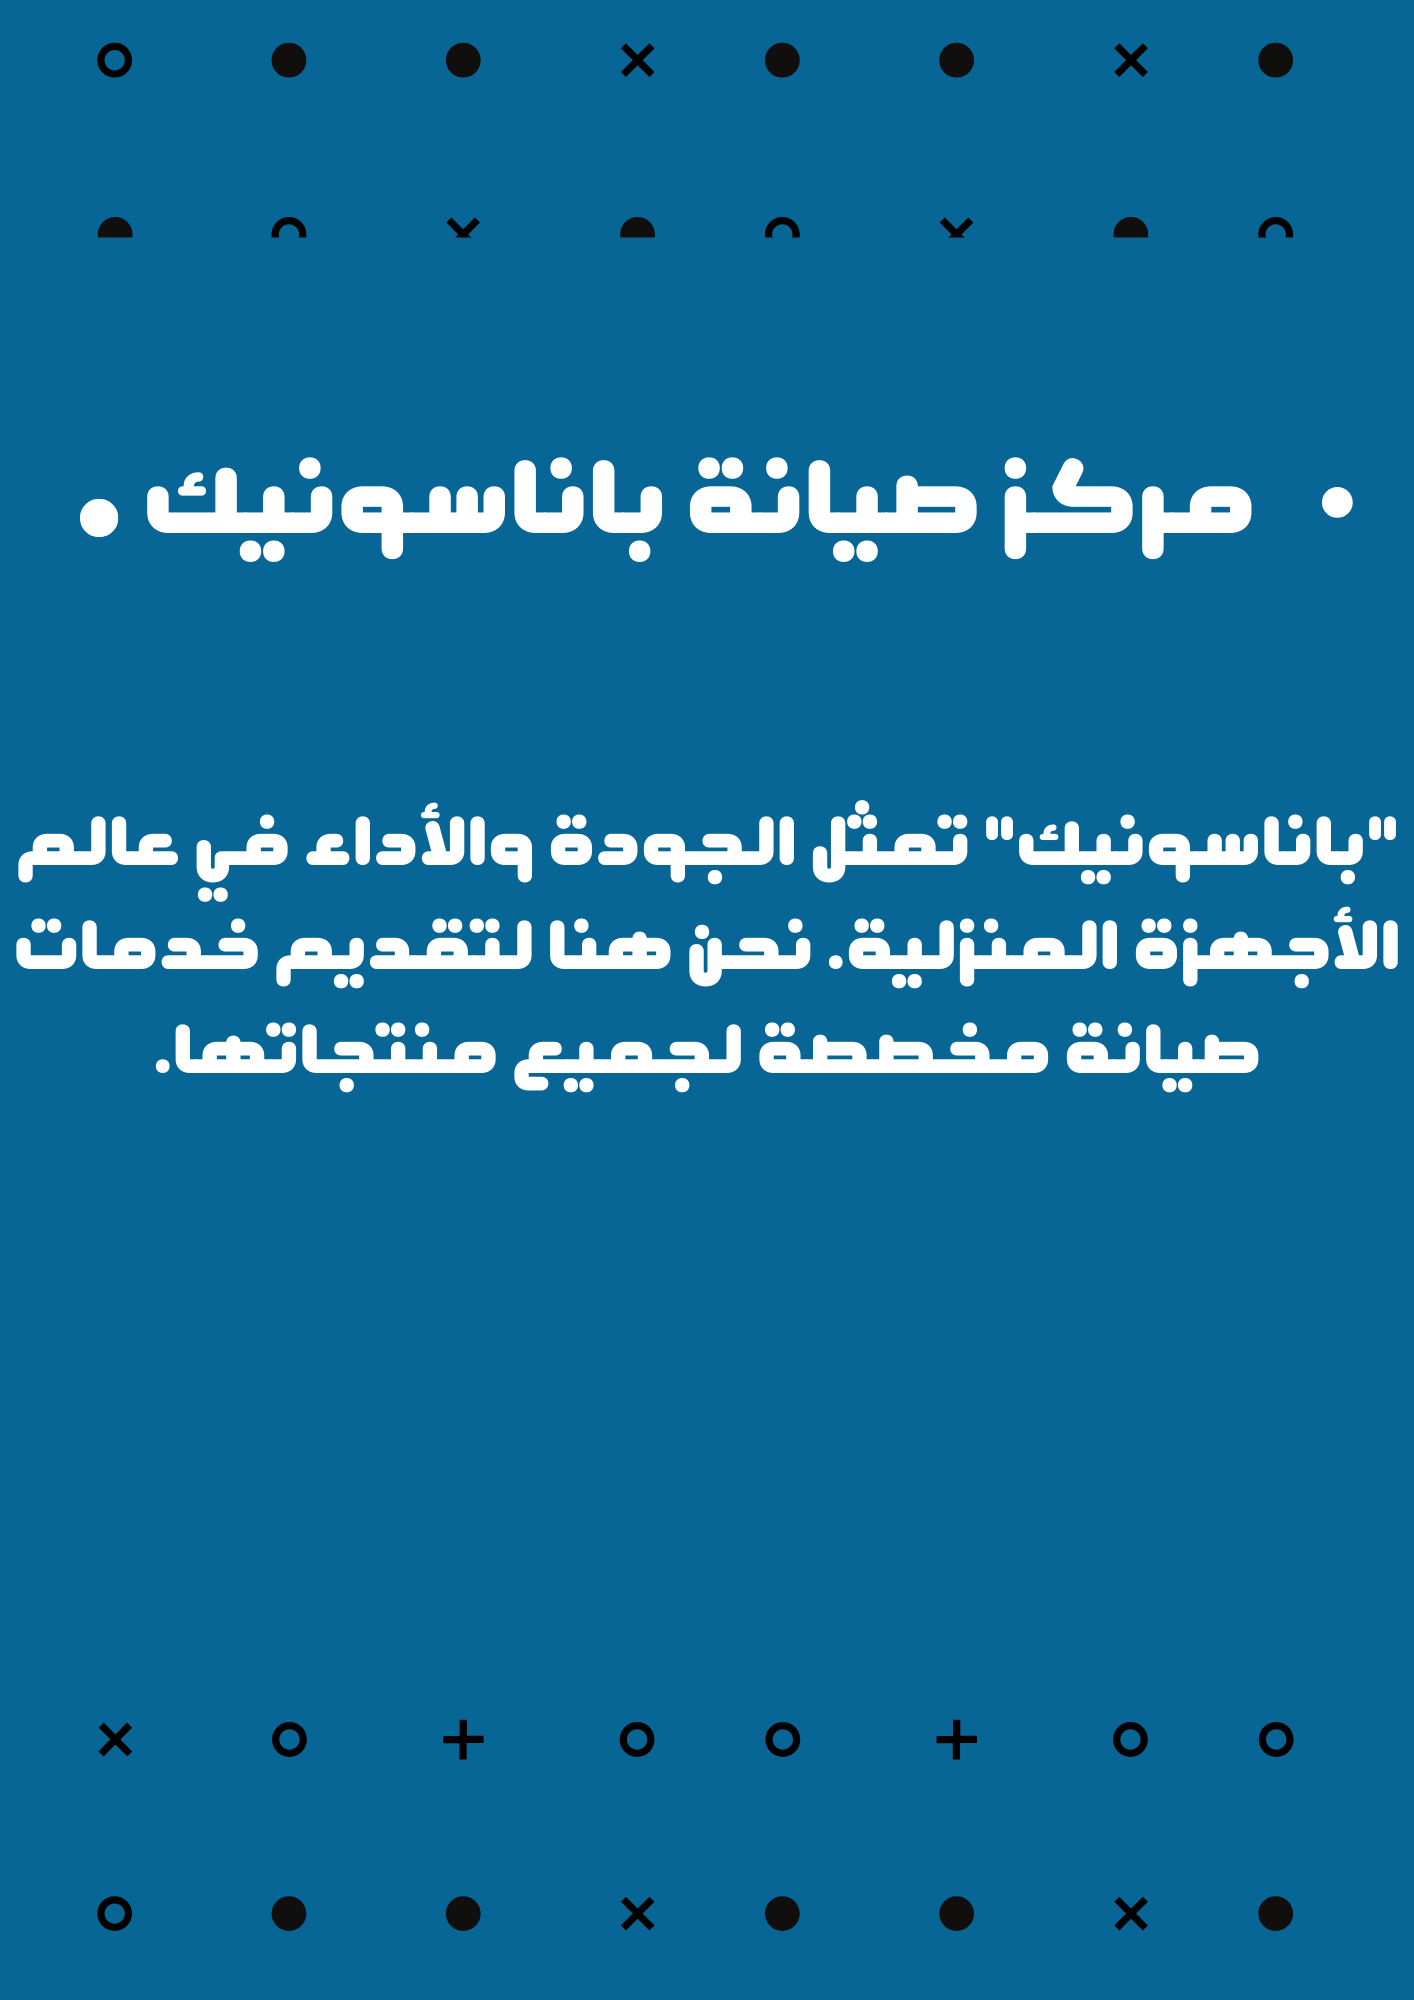 • مركز صيانة باناسونيك •
"باناسونيك" تمثل الجودة والأداء في عالم
الأجهزة المنزلية. نحن هنا لتقديم خدمات
صيانة مخصصة لجميع منتجاتها.